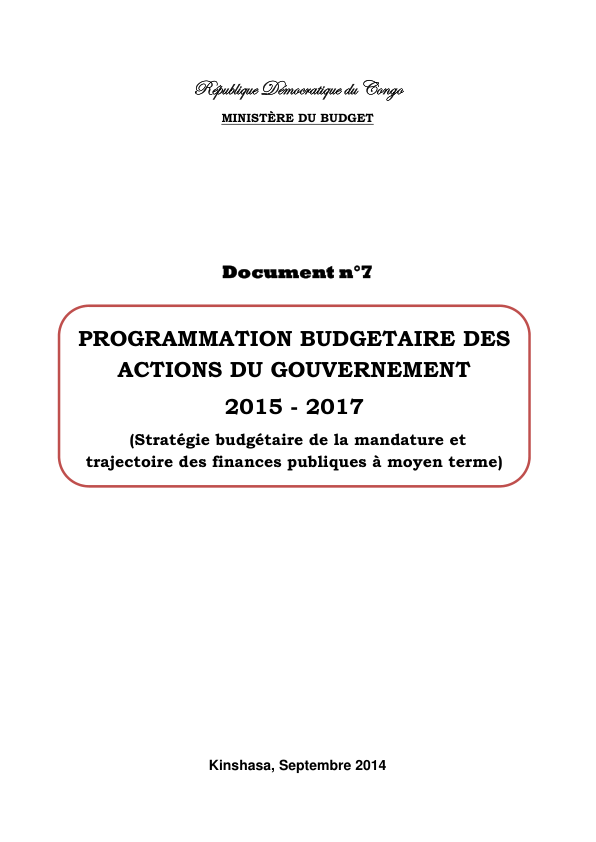 République Démocratique du Congo
MINISTÈRE DU BUDGET
Document n°7
PROGRAMMATION BUDGETAIRE DES
ACTIONS DU GOUVERNEMENT
2015 - 2017
(Stratégie budgétaire de la mandature et
trajectoire des finances publiques à moyen terme)
Kinshasa, Septembre 2014